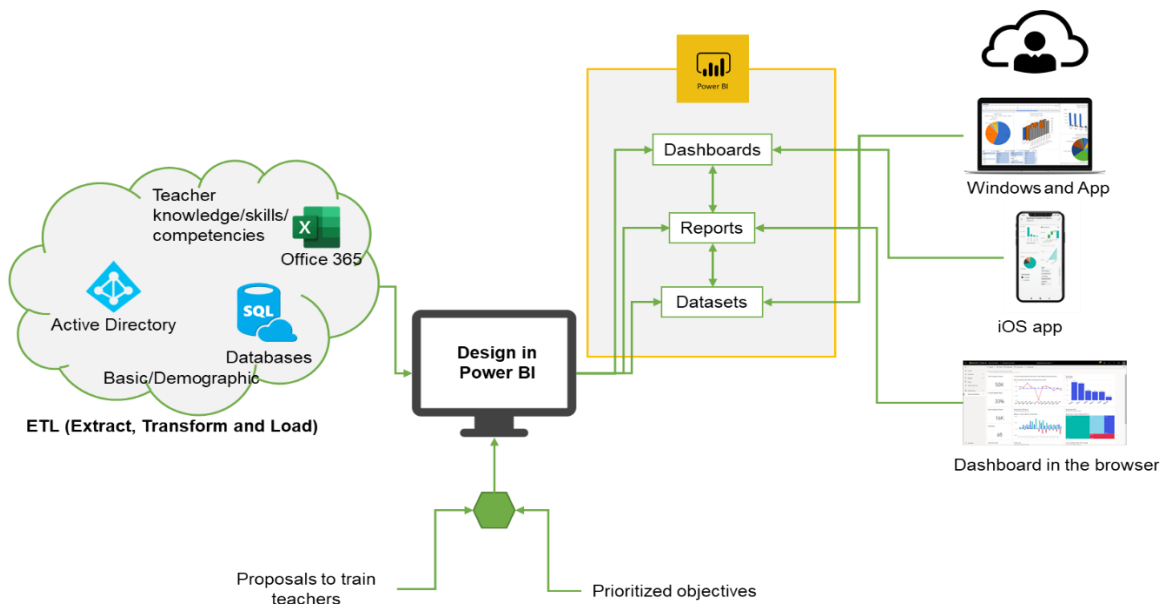 Teacher
knowledge/skills/
competencies
X
Office 365
Active Directory
SQL
Databases
Basic/Demographic
ETL (Extract, Transform and Load)
Design in
Power BI
Proposals to train
teachers
Prioritized objectives
Power BI
Dashboards
Reports
Datasets
Windows and App
iOS app
Dashboard in the browser